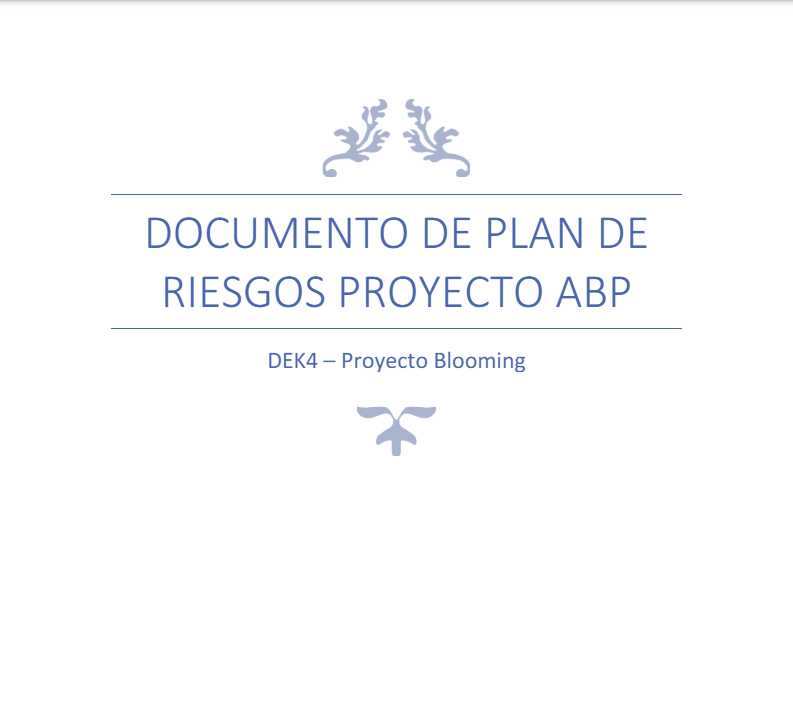 DOCUMENTO DE PLAN DE
RIESGOS PROYECTO ABP
DEK4 – Proyecto Blooming